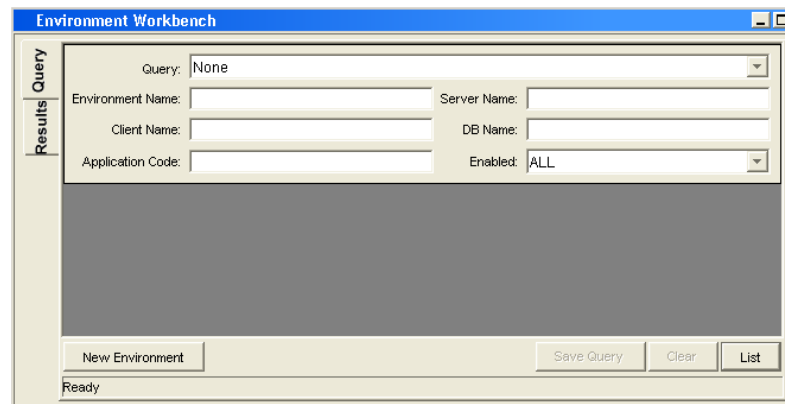 Environment Workbench
Query
Results
Query: None
Environment Name: Server Name:
Client Name: DB Name:
Application Code: Enabled: ALL
New Environment Save Query Clear List
Ready